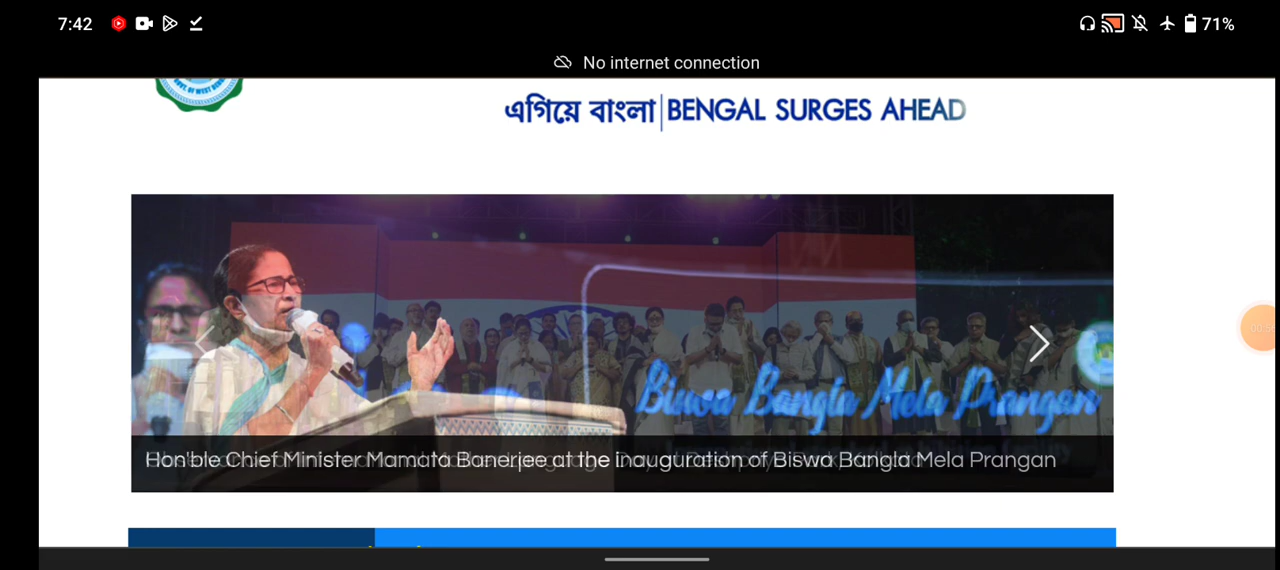 7:42 71%
No internet connection
এগিয়ে বাংলা BENGAL SURGES AHEAD
Biswa Bangla Mela Prangan
Hon'ble Chief Minister Mamata Banerjee at the inauguration of Biswa Bangla Mela Prangan